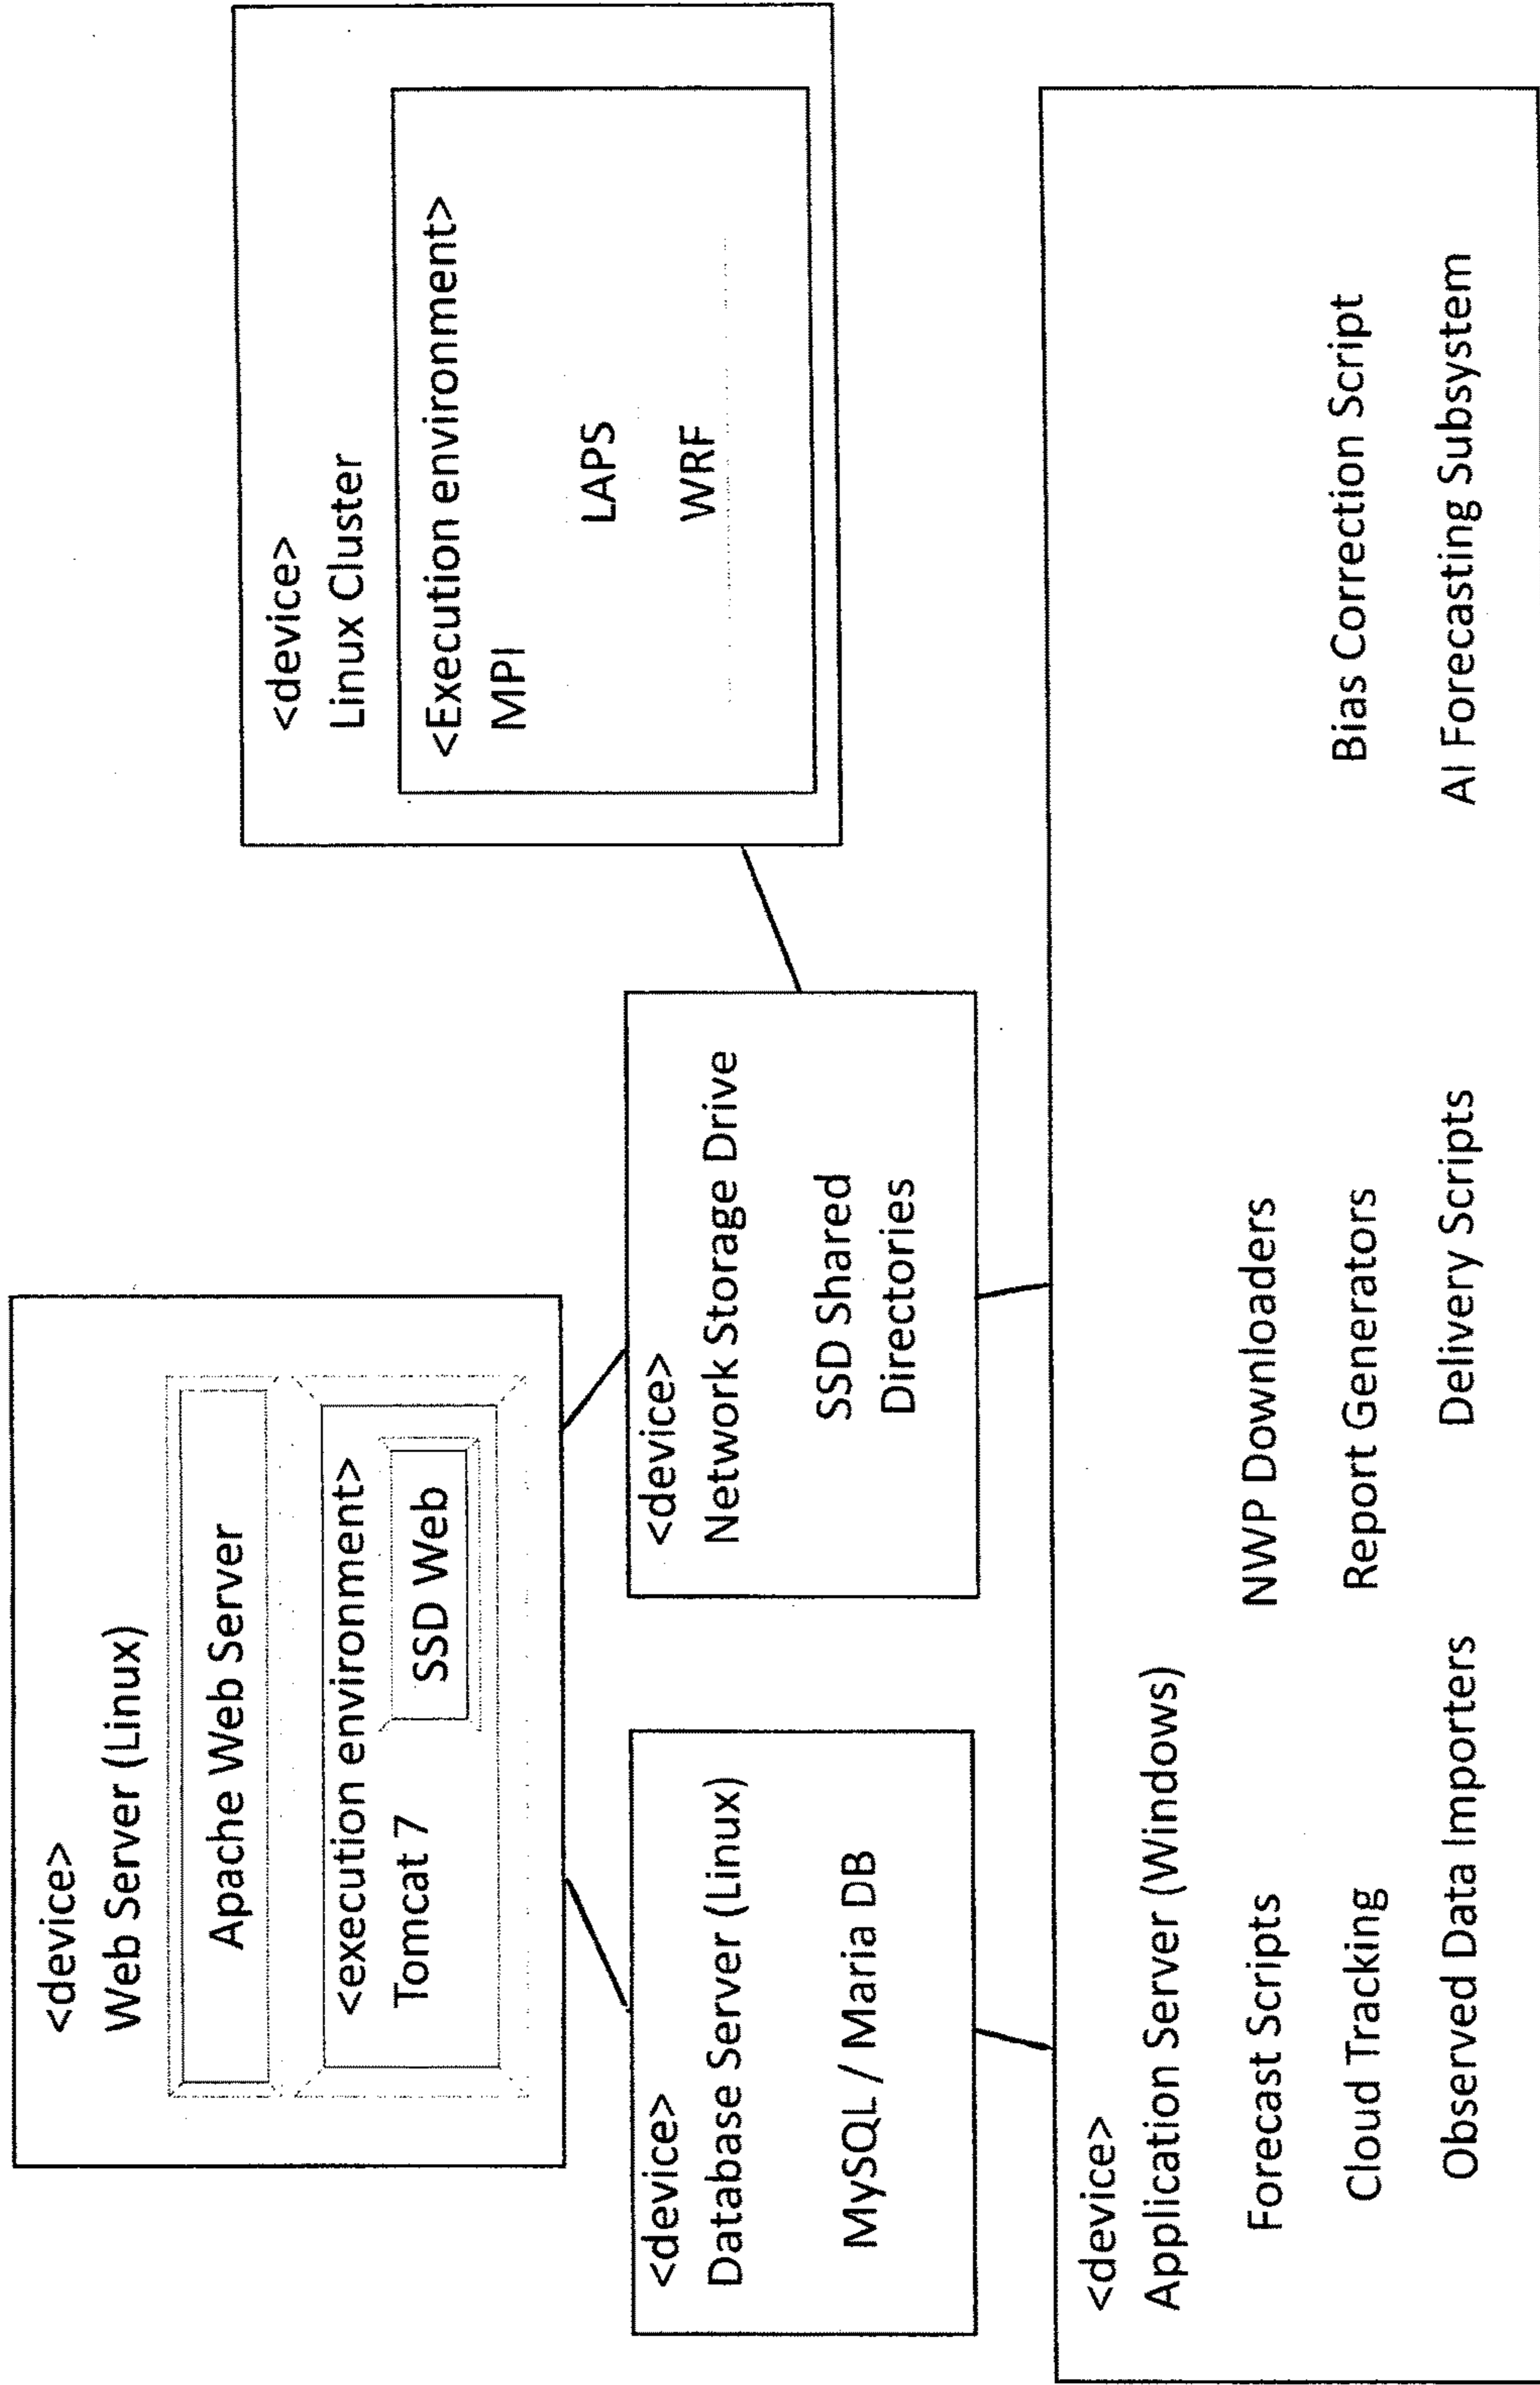 <device>
Web Server (Linux)
Apache Web Server
<execution environment>
Tomcat 7
SSD Web
<device>
Linux Cluster
<Execution environment>
MPI
LAPS
WRF
<device>
Database Server (Linux)
MySQL / Maria DB
<device>
Network Storage Drive
SSD Shared
Directories
<device>
Application Server (Windows)
Forecast Scripts
NWP Downloaders
Cloud Tracking
Report Generators
Bias Correction Script
Observed Data Importers
Delivery Scripts
AI Forecasting Subsystem